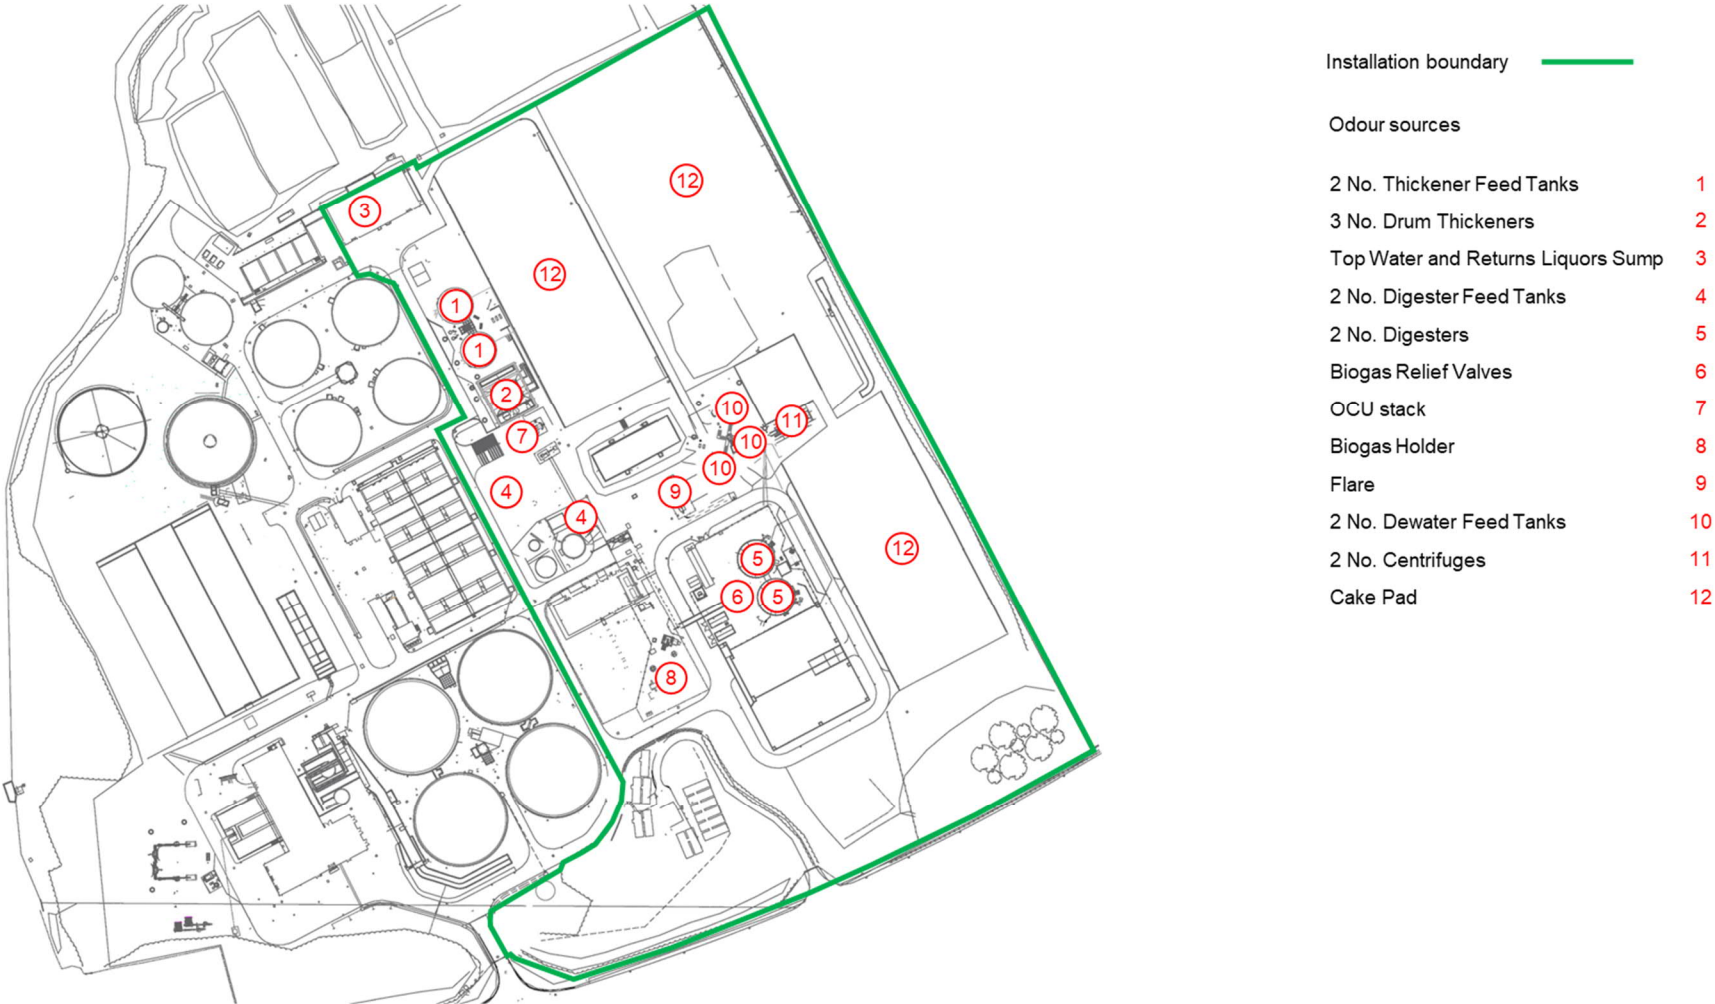 Installation boundary
Odour sources
2 No. Thickener Feed Tanks 1
3 No. Drum Thickeners 2
Top Water and Returns Liquors Sump 3
2 No. Digester Feed Tanks 4
2 No. Digesters 5
Biogas Relief Valves 6
OCU stack 7
Biogas Holder 8
Flare 9
2 No. Dewater Feed Tanks 10
2 No. Centrifuges 11
Cake Pad 12
12
3
12
1
1
2
10
11
7
10
10
4
9
4
12
5
6
5
8